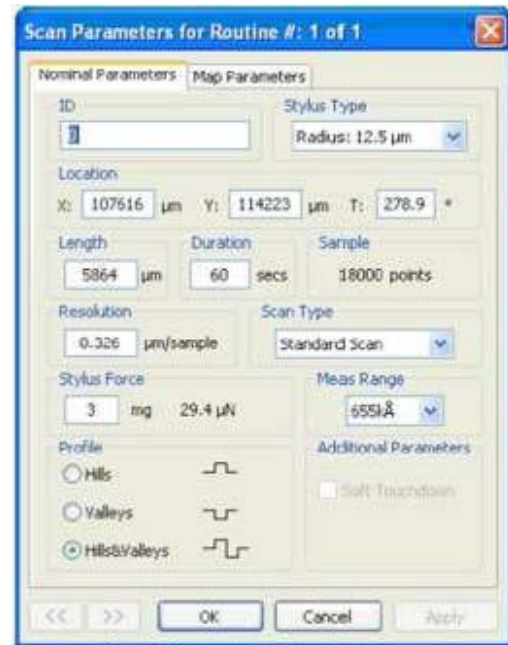 Scan Parameters for Routine #: 1 of 1
Nominal Parameters Map Parameters
ID Stylus Type
Radius: 12.5 µm
Location
X: 107616 µm Y: 114223 µm T: 278.9 °
Length Duration Sample
5864 µm 60 secs 18000 points
Resolution Scan Type
0.326 µm/sample Standard Scan
Stylus Force Meas Range
3 mg 29.4 µN 655kÅ
Profile Additional Parameters
Hills Soft Touchdown
Valleys
Hills&Valleys
<< >> OK Cancel Apply